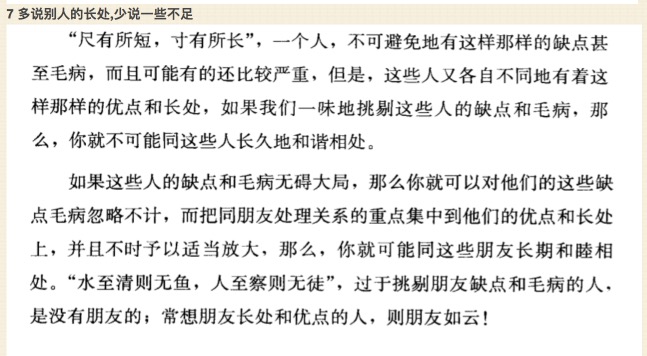 7 多说别人的长处,少说一些不足
“尺有所短，寸有所长”，一个人，不可避免地有这样那样的缺点甚
至毛病，而且可能有的还比较严重，但是，这些人又各自不同地有着这
样那样的优点和长处，如果我们一味地挑剔这些人的缺点和毛病，那
么，你就不可能同这些人长久地和谐相处。
如果这些人的缺点和毛病无碍大局，那么你就可以对他们的这些缺
点毛病忽略不计，而把同朋友处理关系的重点集中到他们的优点和长处
上，并且不时予以适当放大，那么，你就可能同这些朋友长期和睦相
处。“水至清则无鱼，人至察则无徒”，过于挑剔朋友缺点和毛病的人，
是没有朋友的；常想朋友长处和优点的人，则朋友如云！